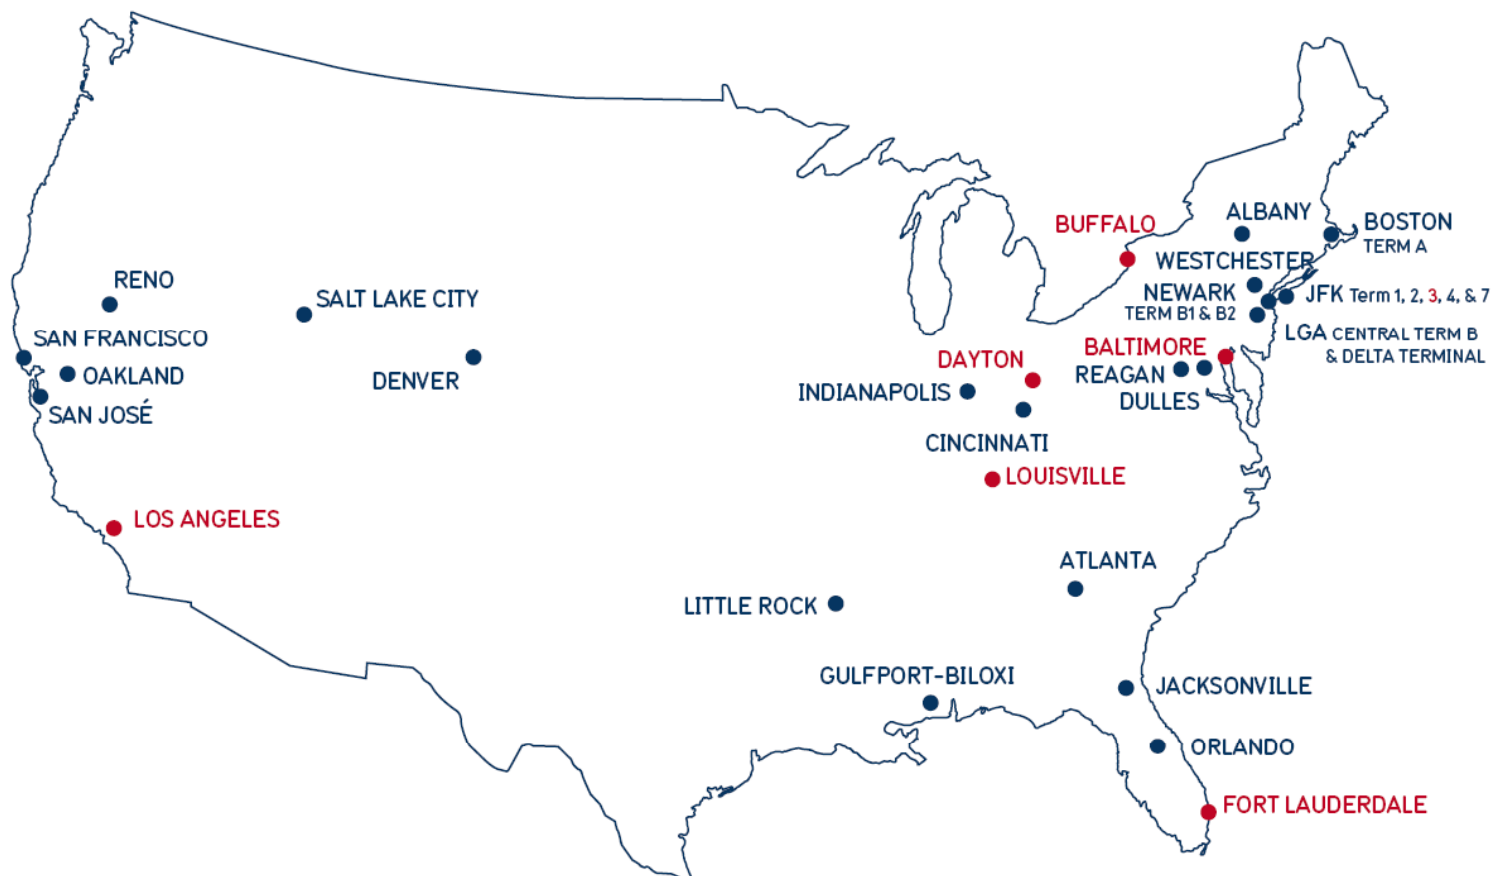 BUFFALO
ALBANY
BOSTON
TERM A
WESTCHESTER
RENO
SALT LAKE CITY
NEWARK
TERM B1 & B2
JFK Term 1, 2, 3, 4, & 7
LGA CENTRAL TERM B
& DELTA TERMINAL
SAN FRANCISCO
OAKLAND
SAN JOSÉ
DENVER
DAYTON
BALTIMORE
REAGAN
DULLES
INDIANAPOLIS
CINCINNATI
LOUISVILLE
LOS ANGELES
ATLANTA
LITTLE ROCK
GULFPORT-BILOXI
JACKSONVILLE
ORLANDO
FORT LAUDERDALE